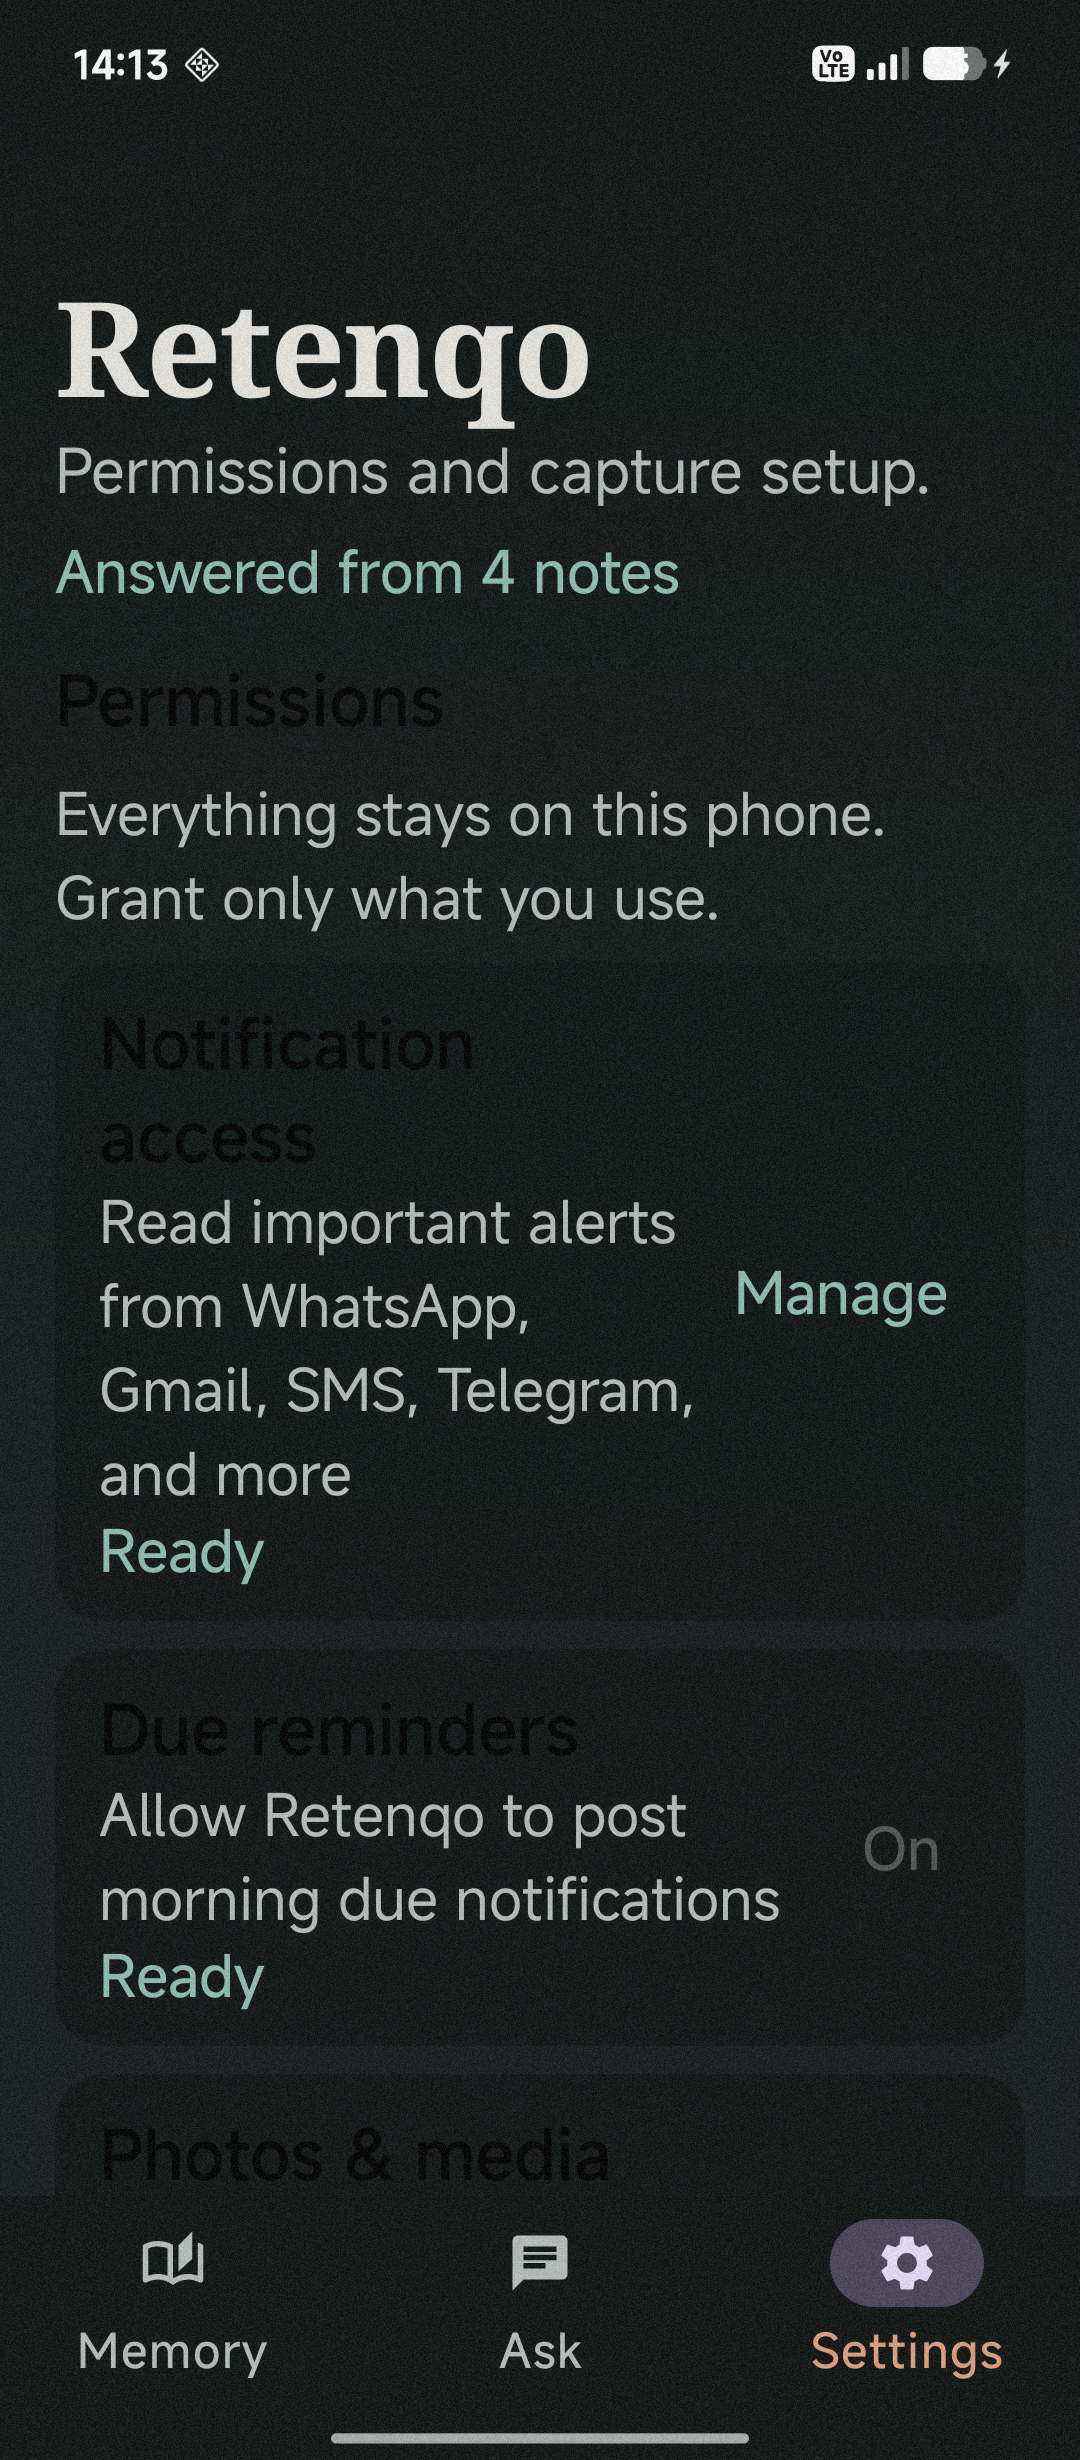 14:13
Vo LTE
Retenqo
Permissions and capture setup.
Answered from 4 notes
Permissions
Everything stays on this phone.
Grant only what you use.
Notification
access
Read important alerts
from WhatsApp,
Gmail, SMS, Telegram,
and more
Manage
Ready
Due reminders
Allow Retenqo to post
morning due notifications
On
Ready
Photos & media
Memory
Ask
Settings